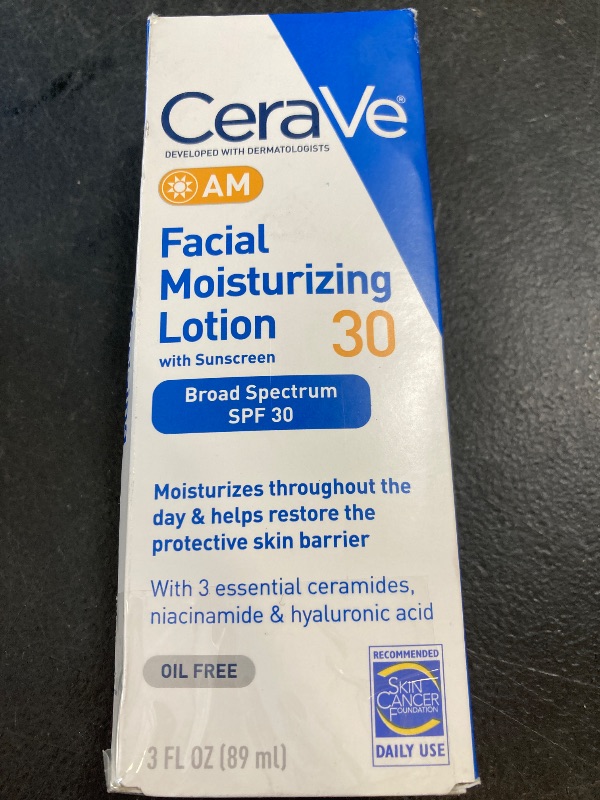 CeraVe®
DEVELOPED WITH DERMATOLOGISTS
AM
Facial
Moisturizing
Lotion 30
with Sunscreen
Broad Spectrum
SPF 30
Moisturizes throughout the
day & helps restore the
protective skin barrier
With 3 essential ceramides,
niacinamide & hyaluronic acid
OIL FREE
RECOMMENDED
SKIN
CANCER
FOUNDATION
DAILY USE
3 FL OZ (89 ml)